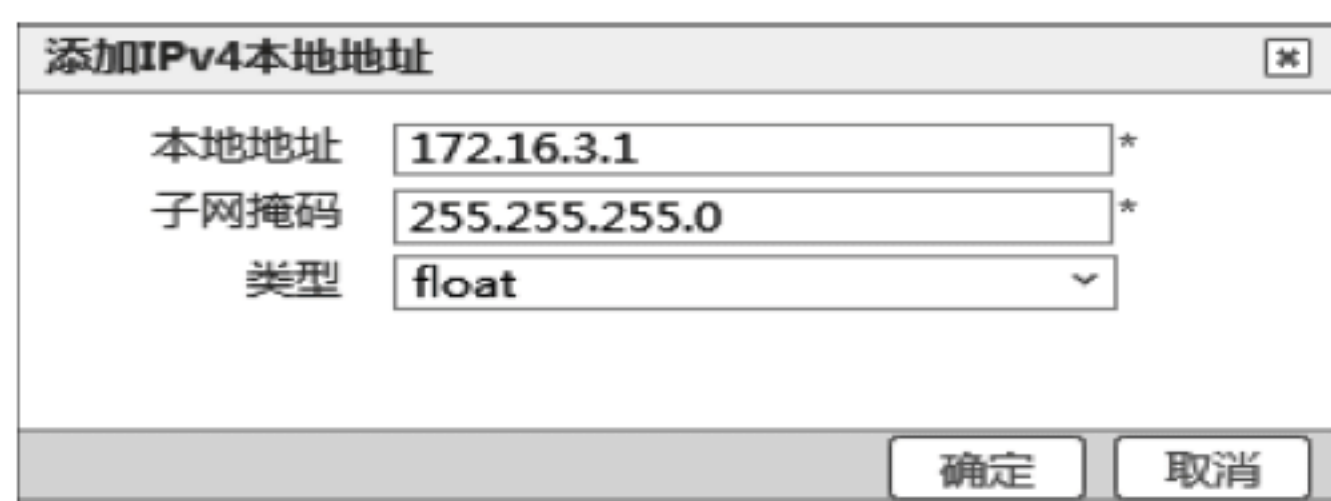 添加IPv4本地地址
本地地址 172.16.3.1 *
子网掩码 255.255.255.0 *
类型 float
确定 取消